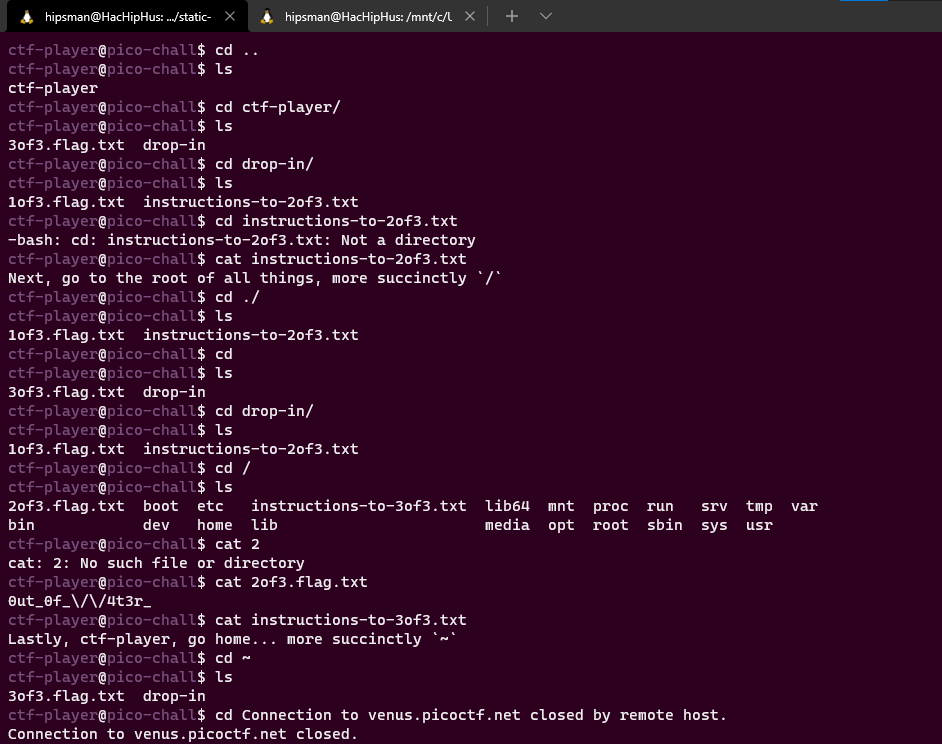 hipsman@HacHipHus: .../static-
hipsman@HacHipHus: /mnt/c/U
ctf-player@pico-chall$ cd ..
ctf-player@pico-chall$ ls
ctf-player
ctf-player@pico-chall$ cd ctf-player/
ctf-player@pico-chall$ ls
3of3.flag.txt  drop-in
ctf-player@pico-chall$ cd drop-in/
ctf-player@pico-chall$ ls
1of3.flag.txt  instructions-to-2of3.txt
ctf-player@pico-chall$ cd instructions-to-2of3.txt
-bash: cd: instructions-to-2of3.txt: Not a directory
ctf-player@pico-chall$ cat instructions-to-2of3.txt
Next, go to the root of all things, more succinctly `/`
ctf-player@pico-chall$ cd ./
ctf-player@pico-chall$ ls
1of3.flag.txt  instructions-to-2of3.txt
ctf-player@pico-chall$ cd
ctf-player@pico-chall$ ls
3of3.flag.txt  drop-in
ctf-player@pico-chall$ cd drop-in/
ctf-player@pico-chall$ ls
1of3.flag.txt  instructions-to-2of3.txt
ctf-player@pico-chall$ cd /
ctf-player@pico-chall$ ls
2of3.flag.txt  boot  etc   instructions-to-3of3.txt  lib64  mnt  proc  run   srv  tmp  var
bin            dev   home  lib                       media  opt  root  sbin  sys  usr
ctf-player@pico-chall$ cat 2
cat: 2: No such file or directory
ctf-player@pico-chall$ cat 2of3.flag.txt
0ut_0f_\/\/4t3r_
ctf-player@pico-chall$ cat instructions-to-3of3.txt
Lastly, ctf-player, go home... more succinctly `~`
ctf-player@pico-chall$ cd ~
ctf-player@pico-chall$ ls
3of3.flag.txt  drop-in
ctf-player@pico-chall$ cd Connection to venus.picoctf.net closed by remote host.
Connection to venus.picoctf.net closed.